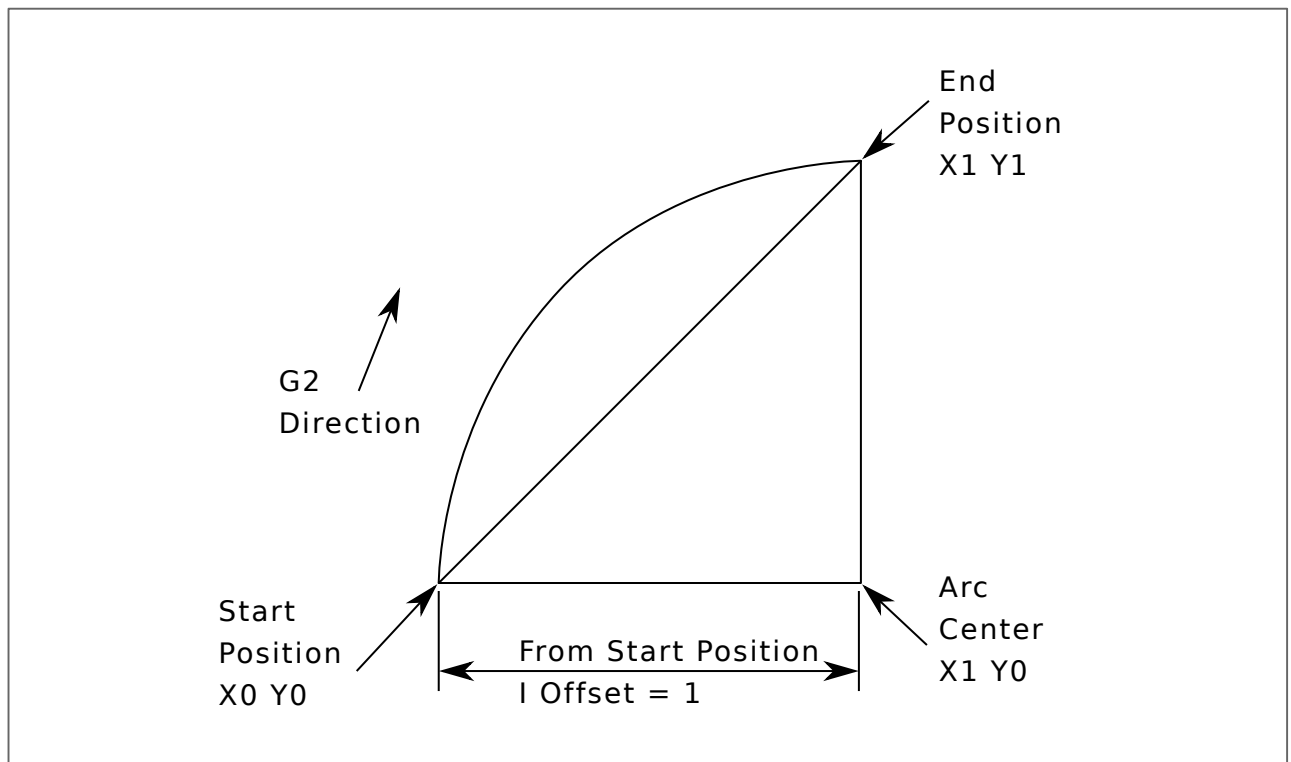 End
Position
X1 Y1
G2
Direction
Start
Position
X0 Y0
From Start Position
I Offset = 1
Arc
Center
X1 Y0